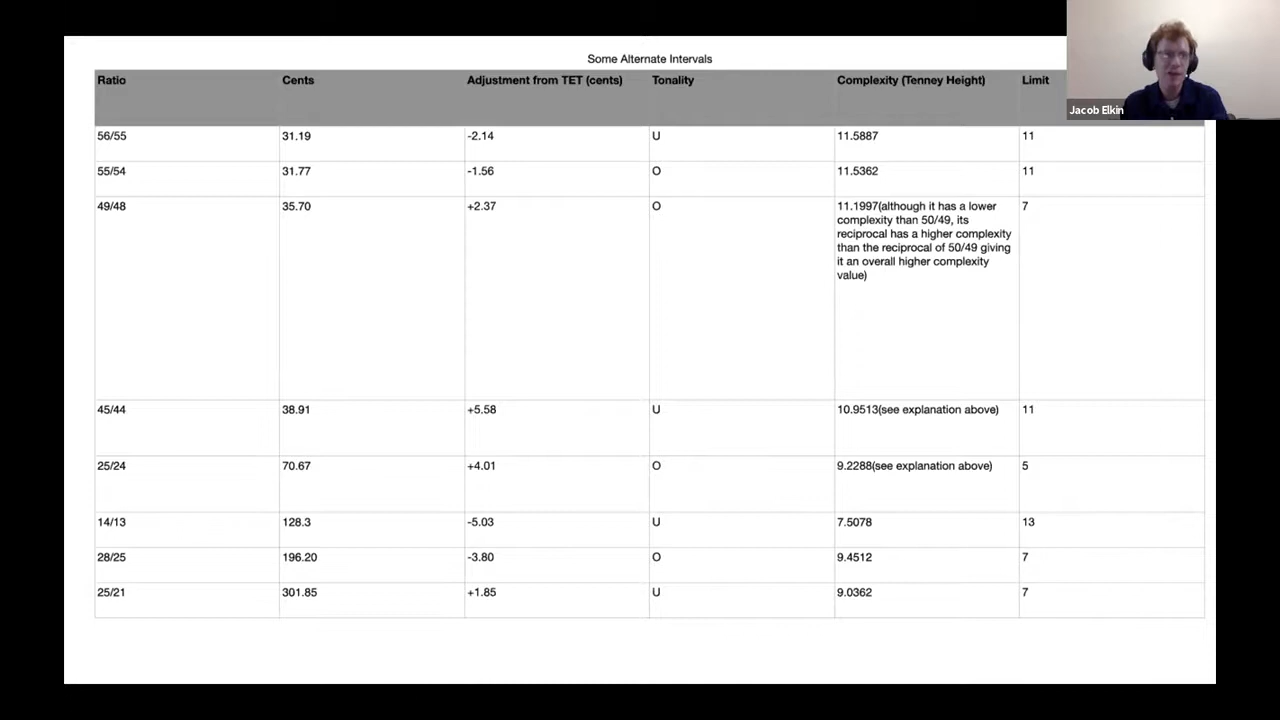 Some Alternate Intervals
Ratio Cents Adjustment from TET (cents) Tonality Complexity (Tenney Height) Limit
Jacob Elkin
56/55 31.19 -2.14 U 11.5887 11
55/54 31.77 -1.56 O 11.5362 11
49/48 35.70 +2.37 O 11.1997(although it has a lower 7
complexity than 50/49, its
reciprocal has a higher complexity
than the reciprocal of 50/49 giving
it an overall higher complexity
value)
45/44 38.91 +5.58 U 10.9513(see explanation above) 11
25/24 70.67 +4.01 O 9.2288(see explanation above) 5
14/13 128.3 -5.03 U 7.5078 13
28/25 196.20 -3.80 O 9.4512 7
25/21 301.85 +1.85 U 9.0362 7